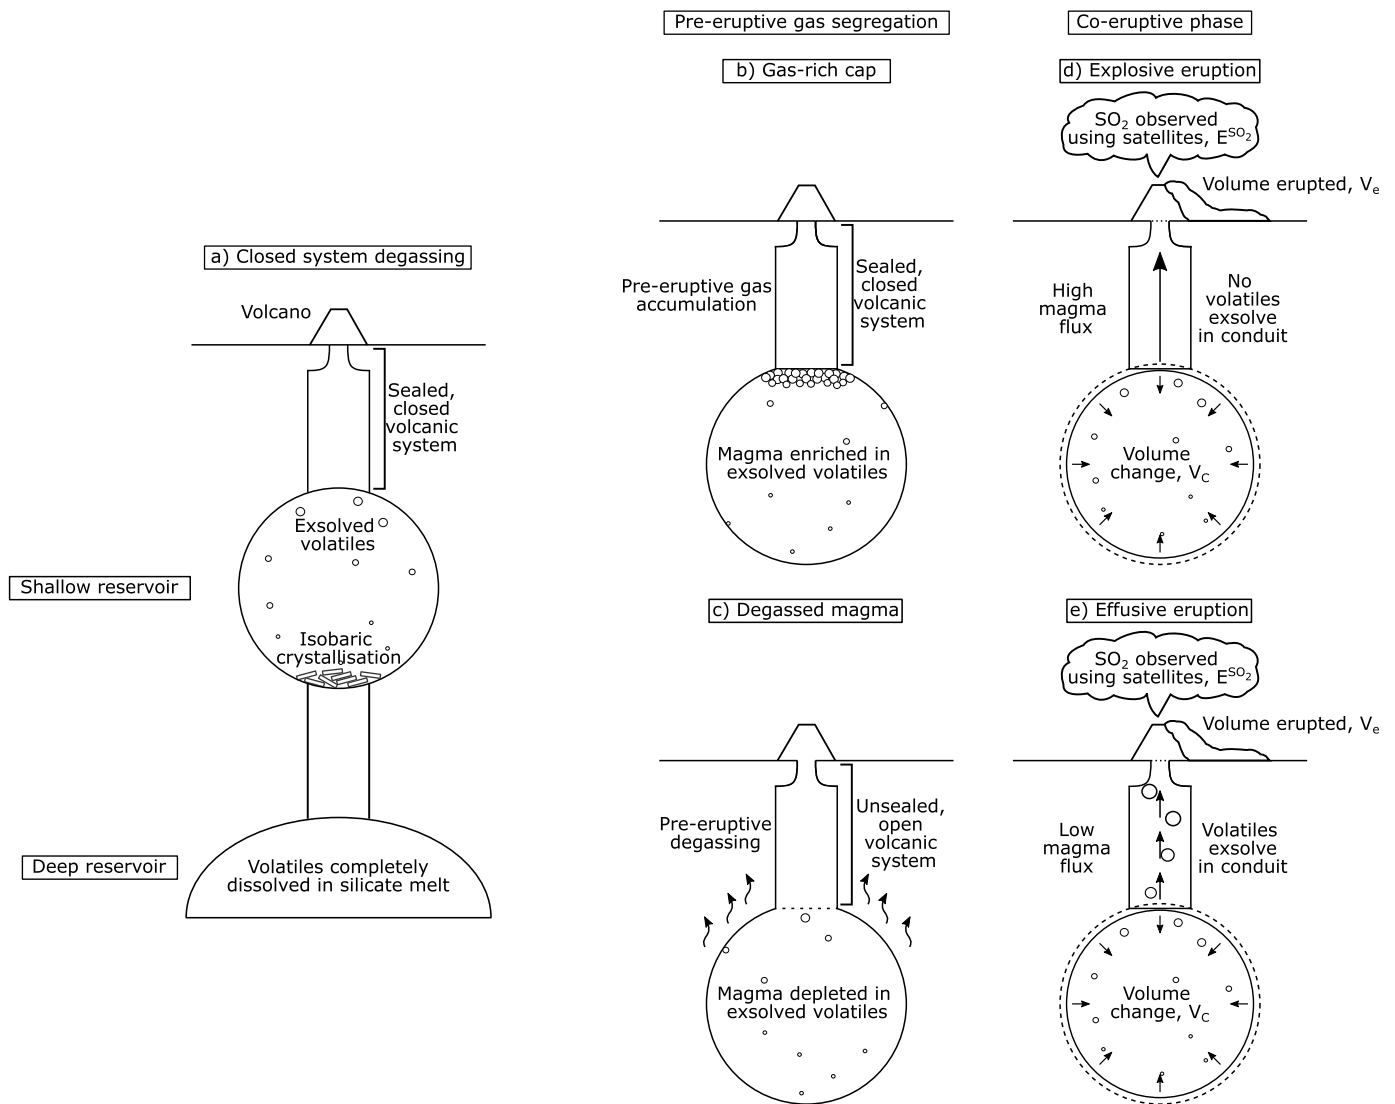 Pre-eruptive gas segregation
Co-eruptive phase
b) Gas-rich cap
d) Explosive eruption
SO₂ observed
using satellites, E^SO₂
Volume erupted, Vₑ
a) Closed system degassing
Volcano
Sealed,
closed
volcanic
system
Exsolved
volatiles
Shallow reservoir
Isobaric
crystallisation
Deep reservoir
Volatiles completely
dissolved in silicate melt
Pre-eruptive gas
accumulation
Sealed,
closed
volcanic
system
Magma enriched in
exsolved volatiles
High
magma
flux
No
volatiles
exsolve
in conduit
Volume
change, V_C
c) Degassed magma
e) Effusive eruption
SO₂ observed
using satellites, E^SO₂
Volume erupted, Vₑ
Pre-eruptive
degassing
Unsealed,
open
volcanic
system
Magma depleted in
exsolved volatiles
Low
magma
flux
Volatiles
exsolve
in conduit
Volume
change, V_C